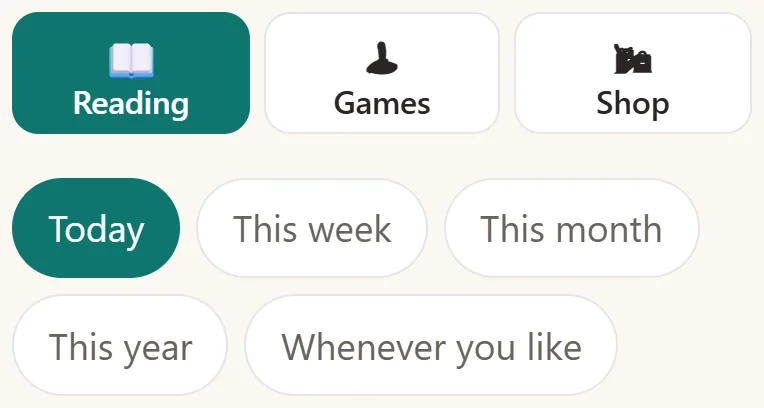 Reading Games Shop
Today This week This month
This year Whenever you like